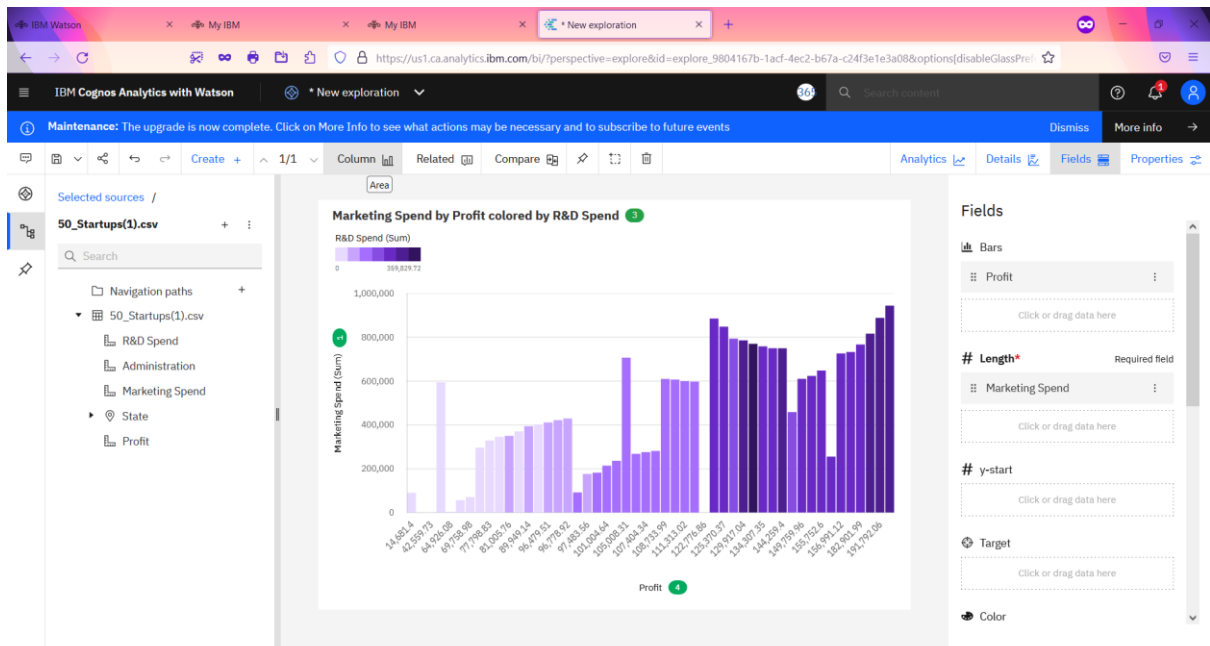 IBM Watson
My IBM
My IBM
* New exploration
https://us1.ca.analytics.ibm.com/bi/?perspective=explore&id=explore_9804167b-1acf-4ec2-b67a-c24f3e1e3a08&options[disableGlassPref
IBM Cognos Analytics with Watson
* New exploration
365
Search content
1
Maintenance: The upgrade is now complete. Click on More Info to see what actions may be necessary and to subscribe to future events
Dismiss
More info
Create +
1/1
Column
Related
Compare
Analytics
Details
Fields
Properties
Area
Selected sources /
50_Startups(1).csv
Search
Navigation paths
50_Startups(1).csv
R&D Spend
Administration
Marketing Spend
State
Profit
Marketing Spend by Profit colored by R&D Spend 3
R&D Spend (Sum)
0 359,829.72
1,000,000
800,000
600,000
400,000
200,000
0
Marketing Spend (Sum)
14,681.4
42,559.73
64,926.08
69,758.98
77,798.83
81,005.76
89,949.14
96,479.51
96,778.92
97,483.56
101,004.64
105,008.31
107,404.34
108,733.99
111,313.02
122,776.86
125,370.37
129,917.04
134,307.35
144,259.4
149,759.96
155,752.6
156,991.12
182,901.99
191,792.06
Profit 4
Fields
Bars
Profit
Click or drag data here
# Length* Required field
Marketing Spend
Click or drag data here
# y-start
Click or drag data here
Target
Click or drag data here
Color